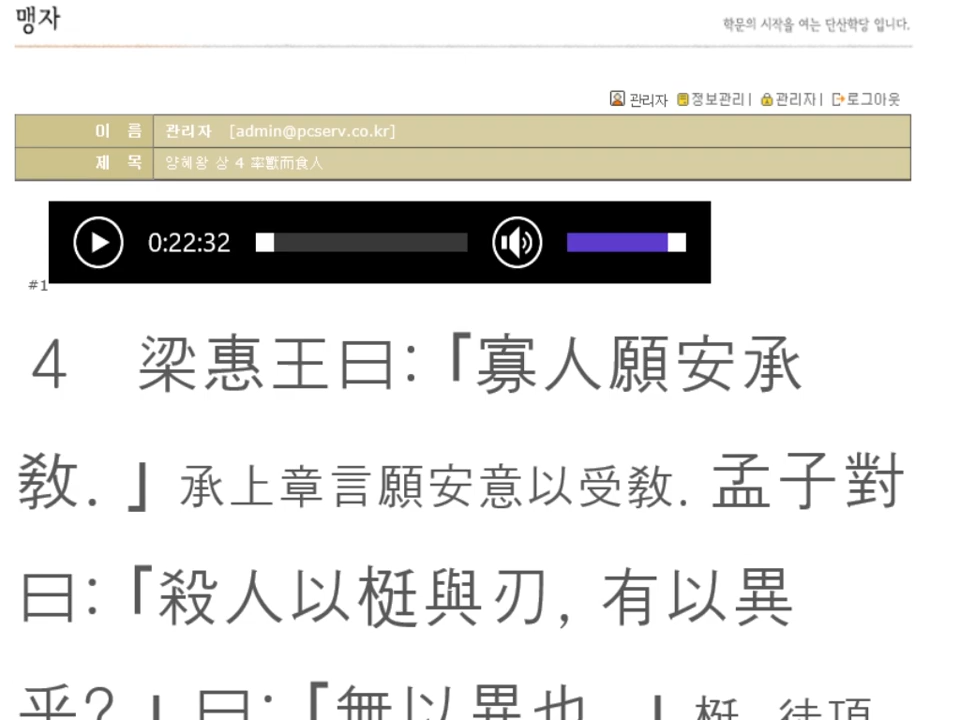 맹자
학문의 시작을 여는 단산학당 입니다.
관리자 정보관리 | 관리자 | 로그아웃
이 름 관리자 [admin@pcserv.co.kr]
제 목 양혜왕 상 4 率獸而食人
0:22:32
#1
4 梁惠王曰:「寡人願安承
敎.」承上章言願安意以受敎. 孟子對
曰:「殺人以梃與刃, 有以異
乎?」曰:「無以異也.」梃, 徒頂